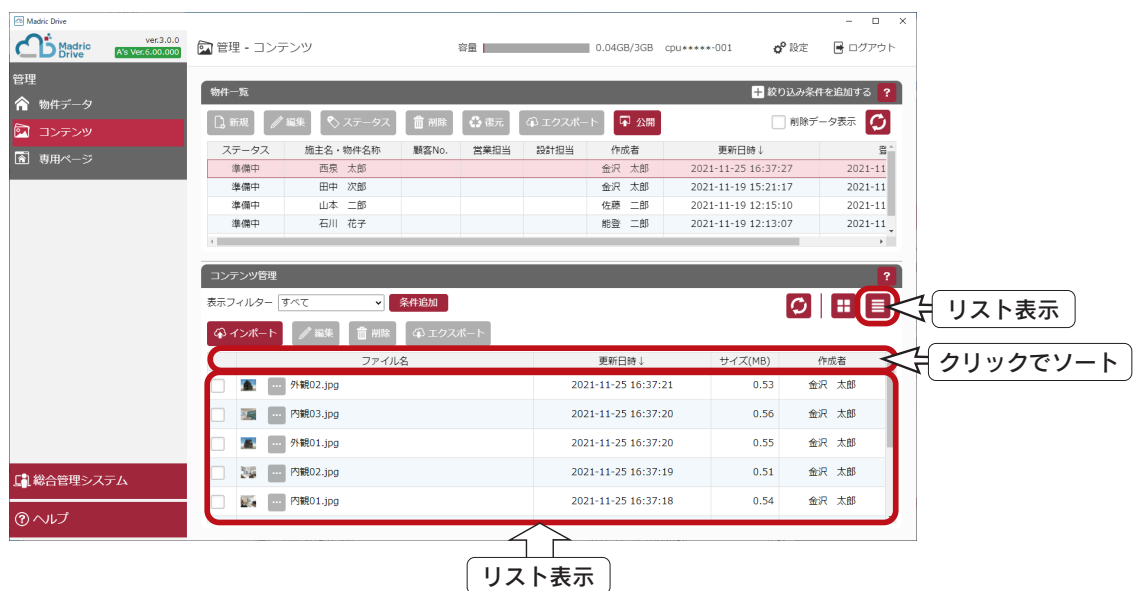 Madric Drive
Madric Drive
ver.3.0.0
A's Ver.6.00.000
管理 - コンテンツ
容量
0.04GB/3GB
cpu*****-001
設定
ログアウト
管理
物件データ
コンテンツ
専用ページ
総合管理システム
ヘルプ
物件一覧
絞り込み条件を追加する ?
新規 編集 ステータス 削除 復元 エクスポート 公開 削除データ表示
ステータス 施主名・物件名称 顧客No. 営業担当 設計担当 作成者 更新日時↓
準備中 西泉 太郎 金沢 太郎 2021-11-25 16:37:27 2021-11
準備中 田中 次郎 金沢 太郎 2021-11-19 15:21:17 2021-11
準備中 山本 二郎 佐藤 二郎 2021-11-19 12:15:10 2021-11
準備中 石川 花子 能登 二郎 2021-11-19 12:13:07 2021-11
コンテンツ管理 ?
表示フィルター すべて 条件追加
リスト表示
インポート 編集 削除 エクスポート
ファイル名 更新日時↓ サイズ(MB) 作成者
クリックでソート
外観02.jpg 2021-11-25 16:37:21 0.53 金沢 太郎
内観03.jpg 2021-11-25 16:37:20 0.56 金沢 太郎
外観01.jpg 2021-11-25 16:37:20 0.55 金沢 太郎
内観02.jpg 2021-11-25 16:37:19 0.51 金沢 太郎
内観01.jpg 2021-11-25 16:37:18 0.54 金沢 太郎
リスト表示